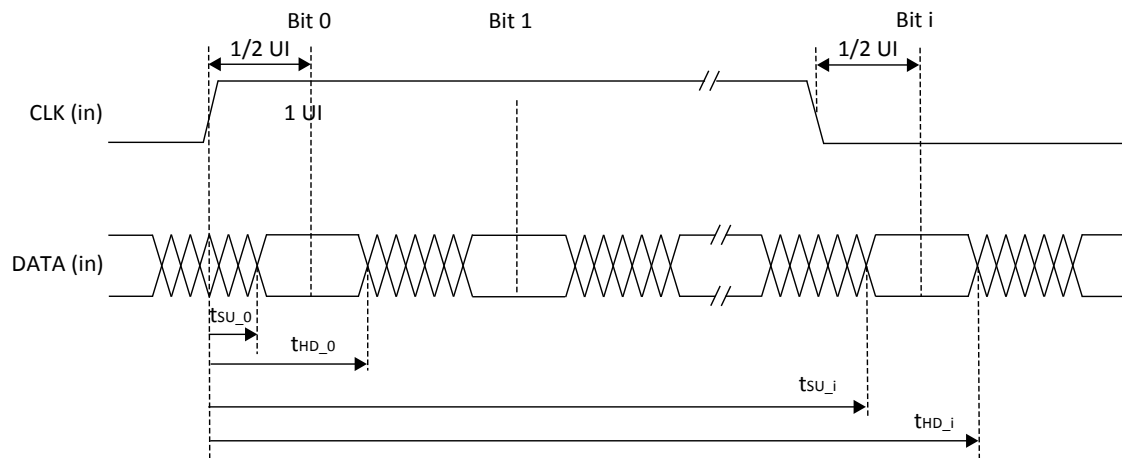 Bit 0
Bit 1
Bit i
1/2 UI
1/2 UI
CLK (in)
1 UI
DATA (in)
tSU_0
tHD_0
tSU_i
tHD_i